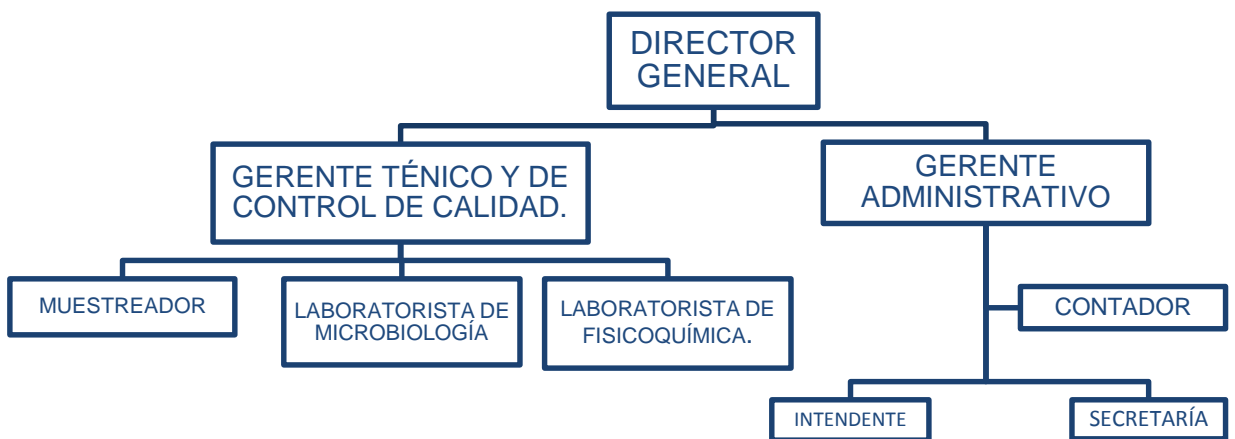 DIRECTOR
GENERAL
GERENTE TÉNICO Y DE
CONTROL DE CALIDAD.
GERENTE
ADMINISTRATIVO
MUESTREADOR
LABORATORISTA DE
MICROBIOLOGÍA
LABORATORISTA DE
FISICOQUÍMICA.
CONTADOR
INTENDENTE
SECRETARÍA